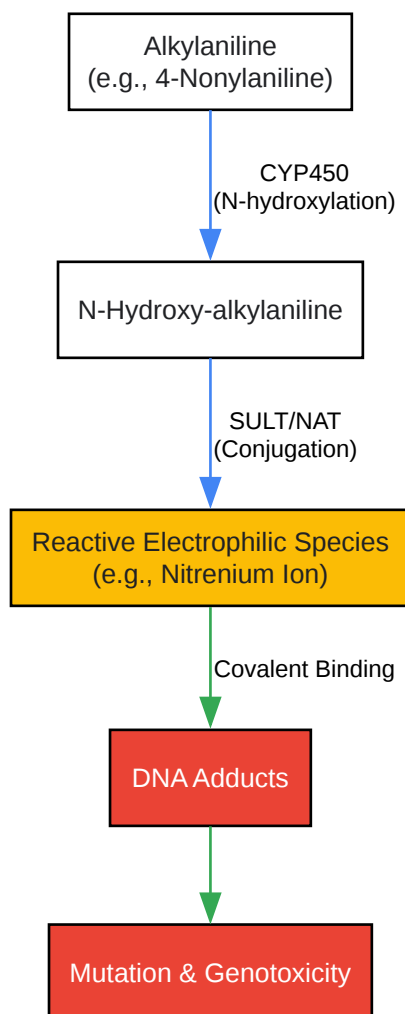 Alkylaniline
(e.g., 4-Nonylaniline)
CYP450
(N-hydroxylation)
N-Hydroxy-alkylaniline
SULT/NAT
(Conjugation)
Reactive Electrophilic Species
(e.g., Nitrenium Ion)
Covalent Binding
DNA Adducts
Mutation & Genotoxicity